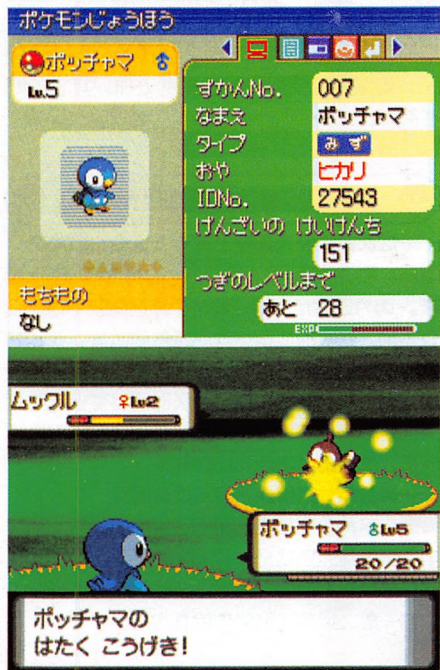 ポケモンじょうほう
ポッチャマ ♂
Lv.5
ずかんNo. 007
なまえ ポッチャマ
タイプ みず
おや ヒカリ
IDNo. 27543
げんざいの けいけんち
151
つぎのレベルまで
あと 28
EXP
もちもの
なし
ムックル ♀Lv2
ポッチャマ ♂Lv5
20/20
ポッチャマの
はたく こうげき!